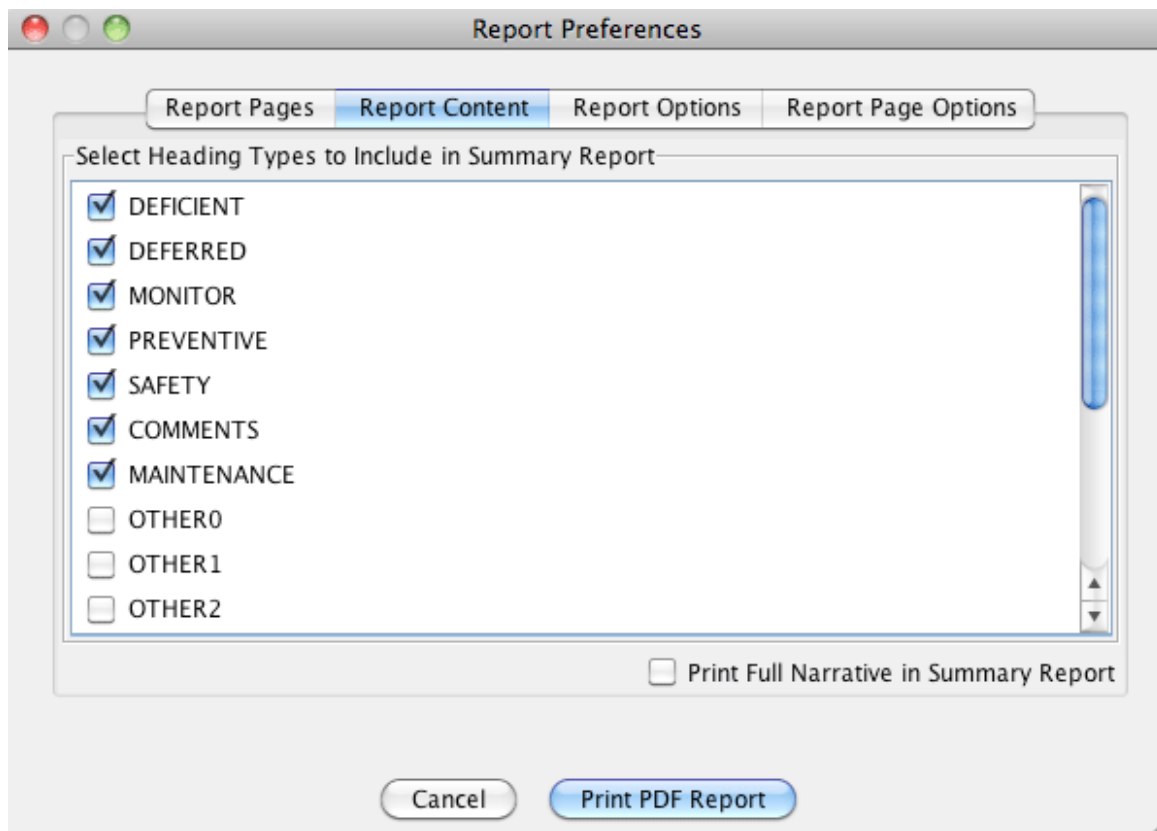 Report Preferences
Report Pages Report Content Report Options Report Page Options
Select Heading Types to Include in Summary Report
DEFICIENT
DEFERRED
MONITOR
PREVENTIVE
SAFETY
COMMENTS
MAINTENANCE
OTHER0
OTHER1
OTHER2
Print Full Narrative in Summary Report
Cancel Print PDF Report